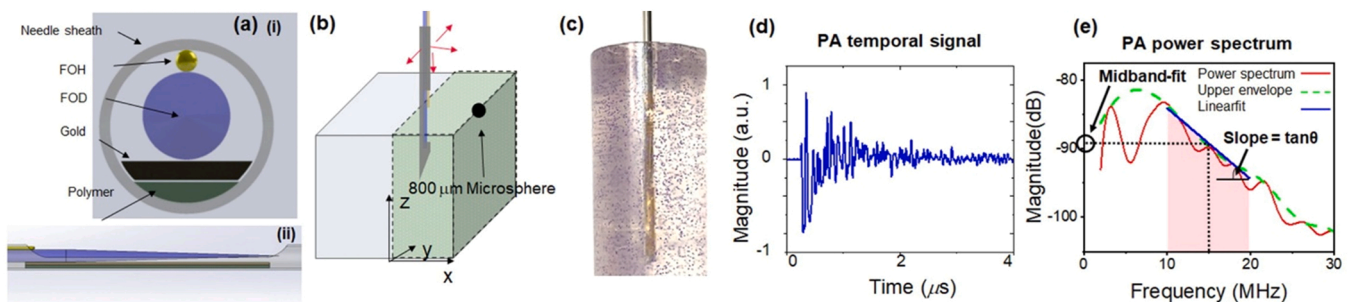 (a) (i)
Needle sheath
FOH
FOD
Gold
Polymer
(ii)
(b)
800 μm Microsphere
z
y
x
(c)
(d)
PA temporal signal
Magnitude (a.u.)
1
0
-1
0 2 4
Time (μs)
(e)
PA power spectrum
Midband-fit
Power spectrum
Upper envelope
Linearfit
Slope = tanθ
Magnitude(dB)
-80
-90
-100
0 10 20 30
Frequency (MHz)